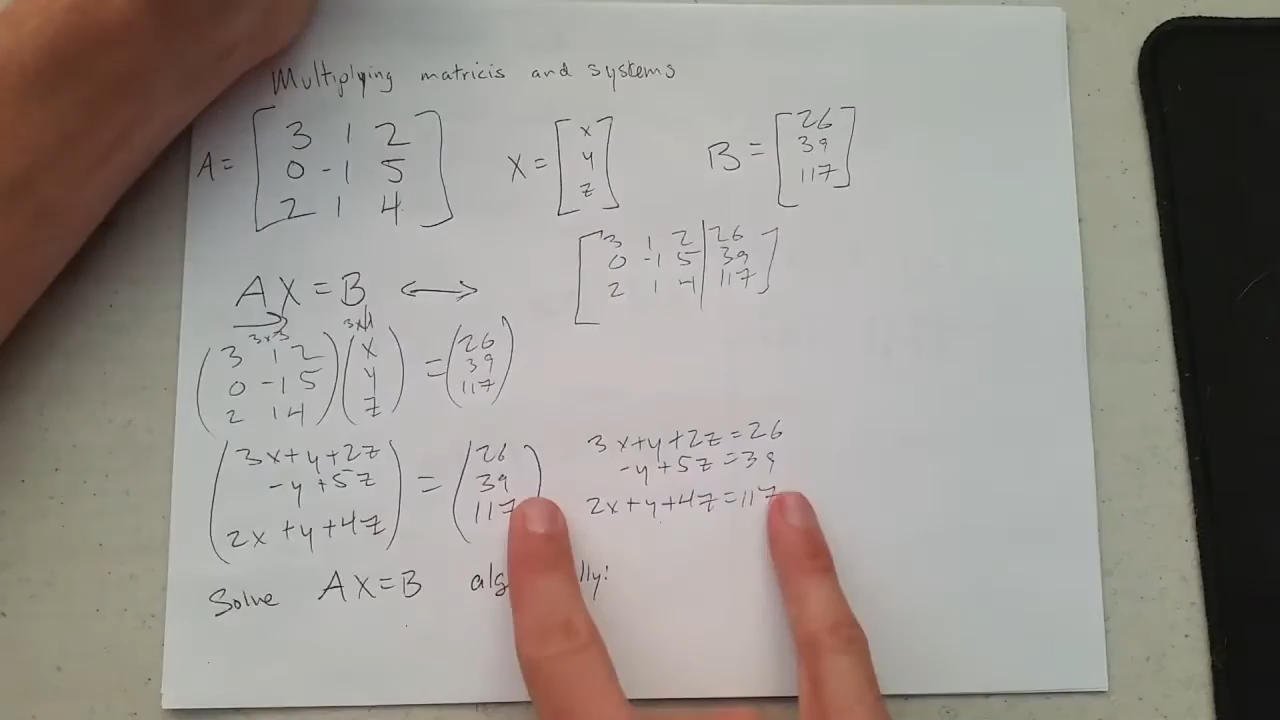 Multiplying matricis and systems
A = [3 1 2
0 -1 5
2 1 4]
X = [x
y
z]
B = [26
39
117]
[3 1 2 | 26
0 -1 5 | 39
2 1 4 | 117]
AX = B ⟷
3x3 3x1
(3 1 2
0 -1 5
2 1 4) (x
y
z) = (26
39
117)
(3x+y+2z
-y+5z
2x+y+4z) = (26
39
117)
3x+y+2z=26
-y+5z=39
2x+y+4z=117
Solve AX=B